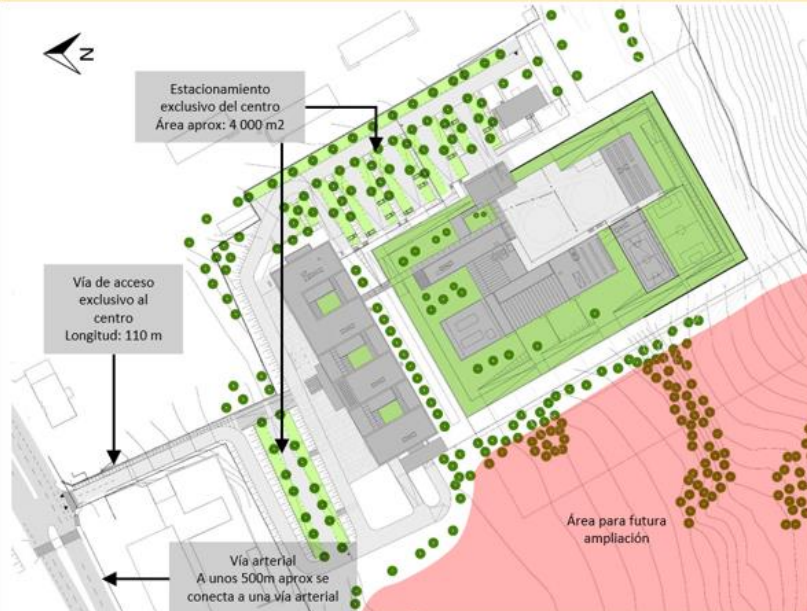 N
Estacionamiento
exclusivo del centro
Área aprox: 4 000 m2
Vía de acceso
exclusivo al
centro
Longitud: 110 m
Área para futura
ampliación
Vía arterial
A unos 500m aprox se
conecta a una vía arterial